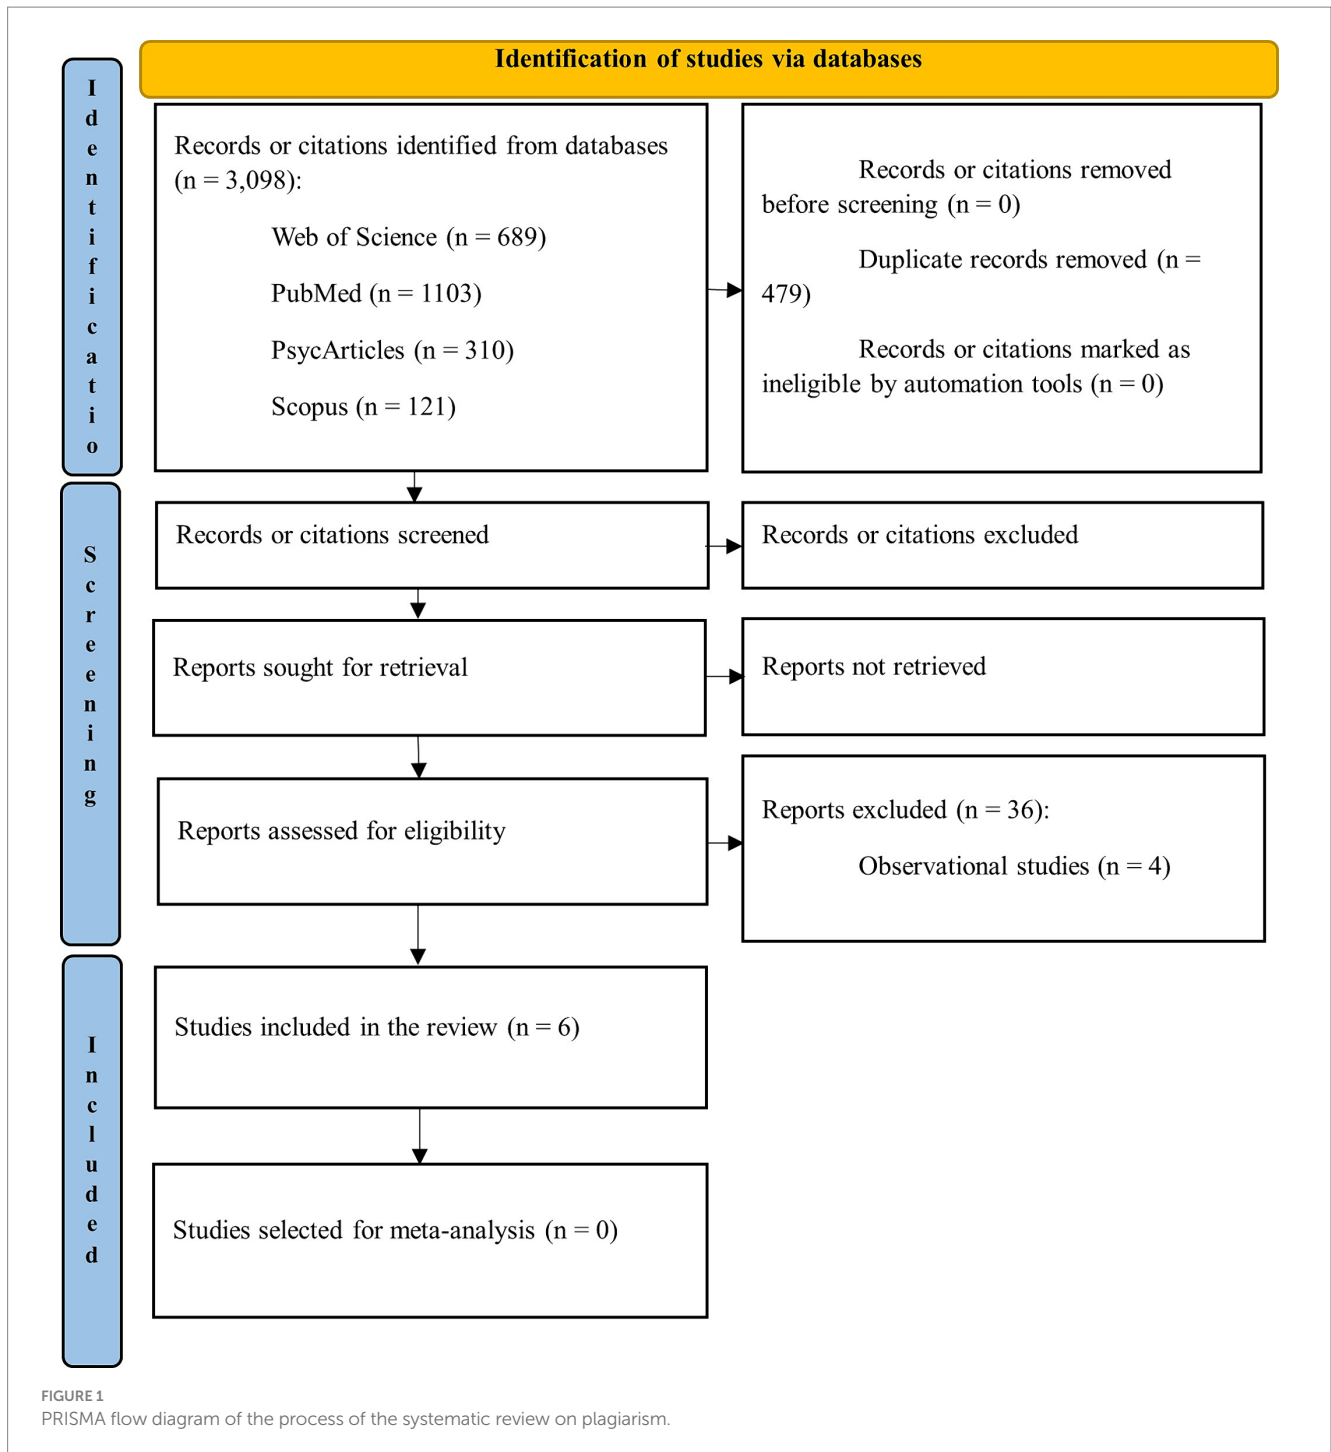 Identification of studies via databases
Identificatio
Records or citations identified from databases
(n = 3,098):
Web of Science (n = 689)
PubMed (n = 1103)
PsycArticles (n = 310)
Scopus (n = 121)
Records or citations removed
before screening (n = 0)
Duplicate records removed (n =
479)
Records or citations marked as
ineligible by automation tools (n = 0)
Screening
Records or citations screened
Records or citations excluded
Reports sought for retrieval
Reports not retrieved
Reports assessed for eligibility
Reports excluded (n = 36):
Observational studies (n = 4)
Included
Studies included in the review (n = 6)
Studies selected for meta-analysis (n = 0)
FIGURE 1
PRISMA flow diagram of the process of the systematic review on plagiarism.